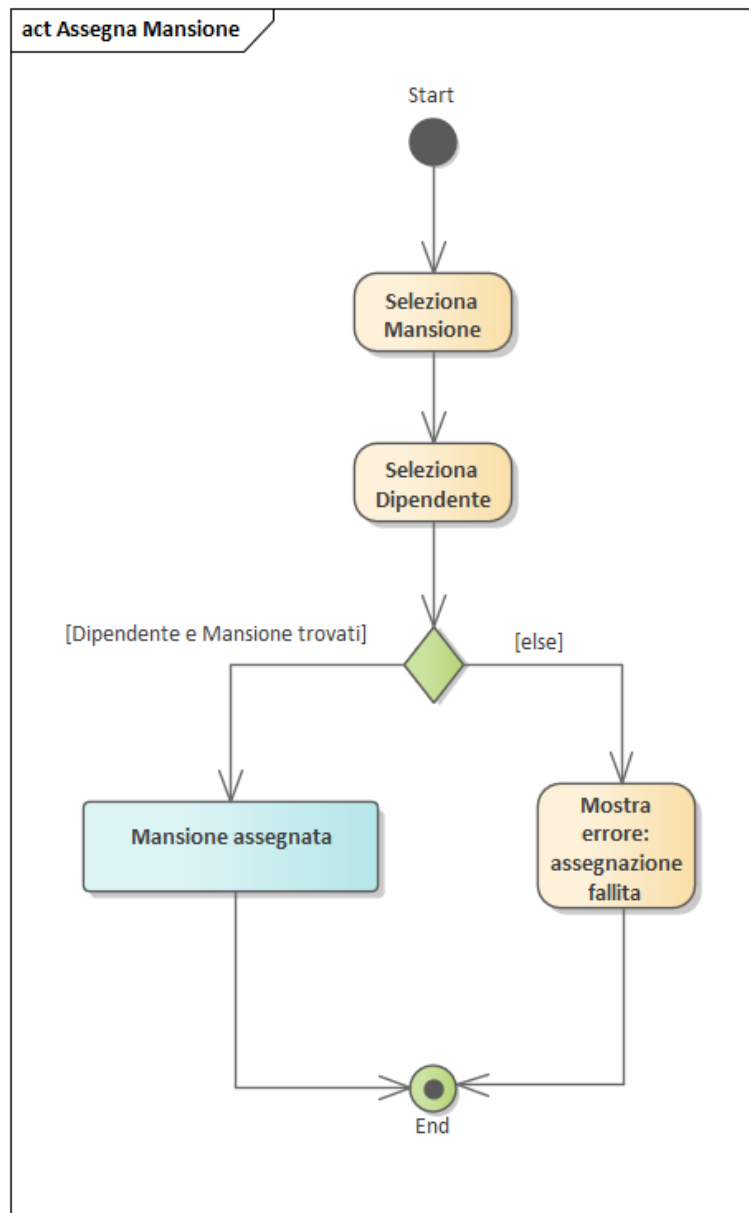 act Assegna Mansione
Start
Seleziona
Mansione
Seleziona
Dipendente
[Dipendente e Mansione trovati]
[else]
Mansione assegnata
Mostra
errore:
assegnazione
fallita
End